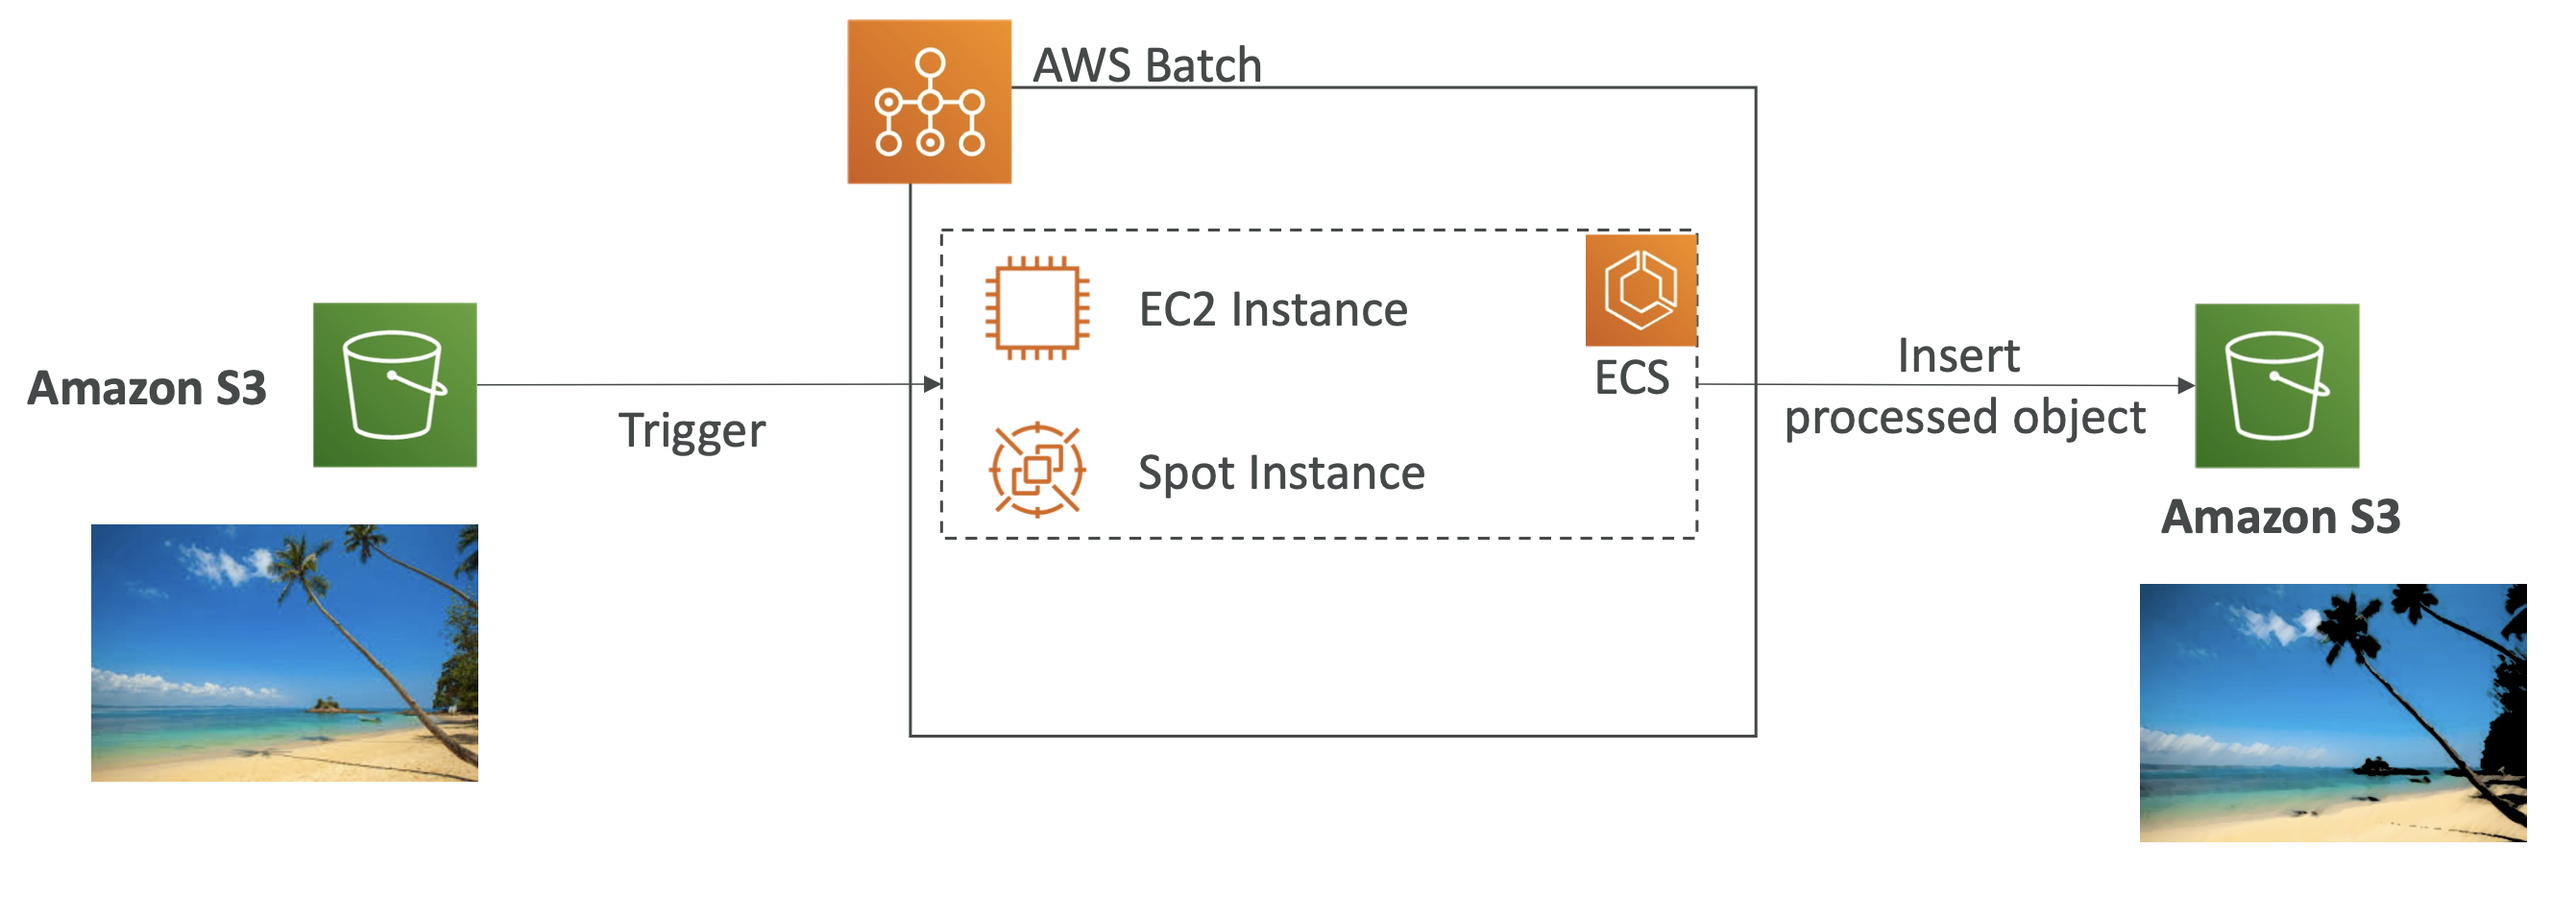 AWS Batch
EC2 Instance
ECS
Spot Instance
Amazon S3
Trigger
Insert
processed object
Amazon S3